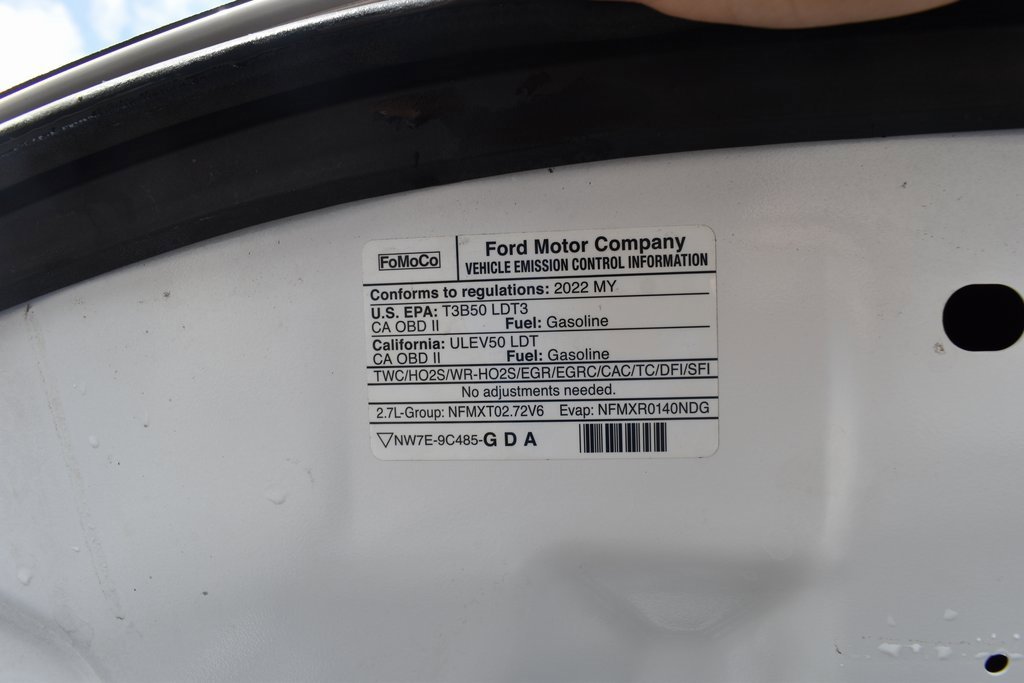 FoMoCo
Ford Motor Company
VEHICLE EMISSION CONTROL INFORMATION
Conforms to regulations: 2022 MY
U.S. EPA: T3B50 LDT3
CA OBD II Fuel: Gasoline
California: ULEV50 LDT
CA OBD II Fuel: Gasoline
TWC/HO2S/WR-HO2S/EGR/EGRC/CAC/TC/DFI/SFI
No adjustments needed.
2.7L-Group: NFMXT02.72V6 Evap: NFMXR0140NDG
▽NW7E-9C485-G D A